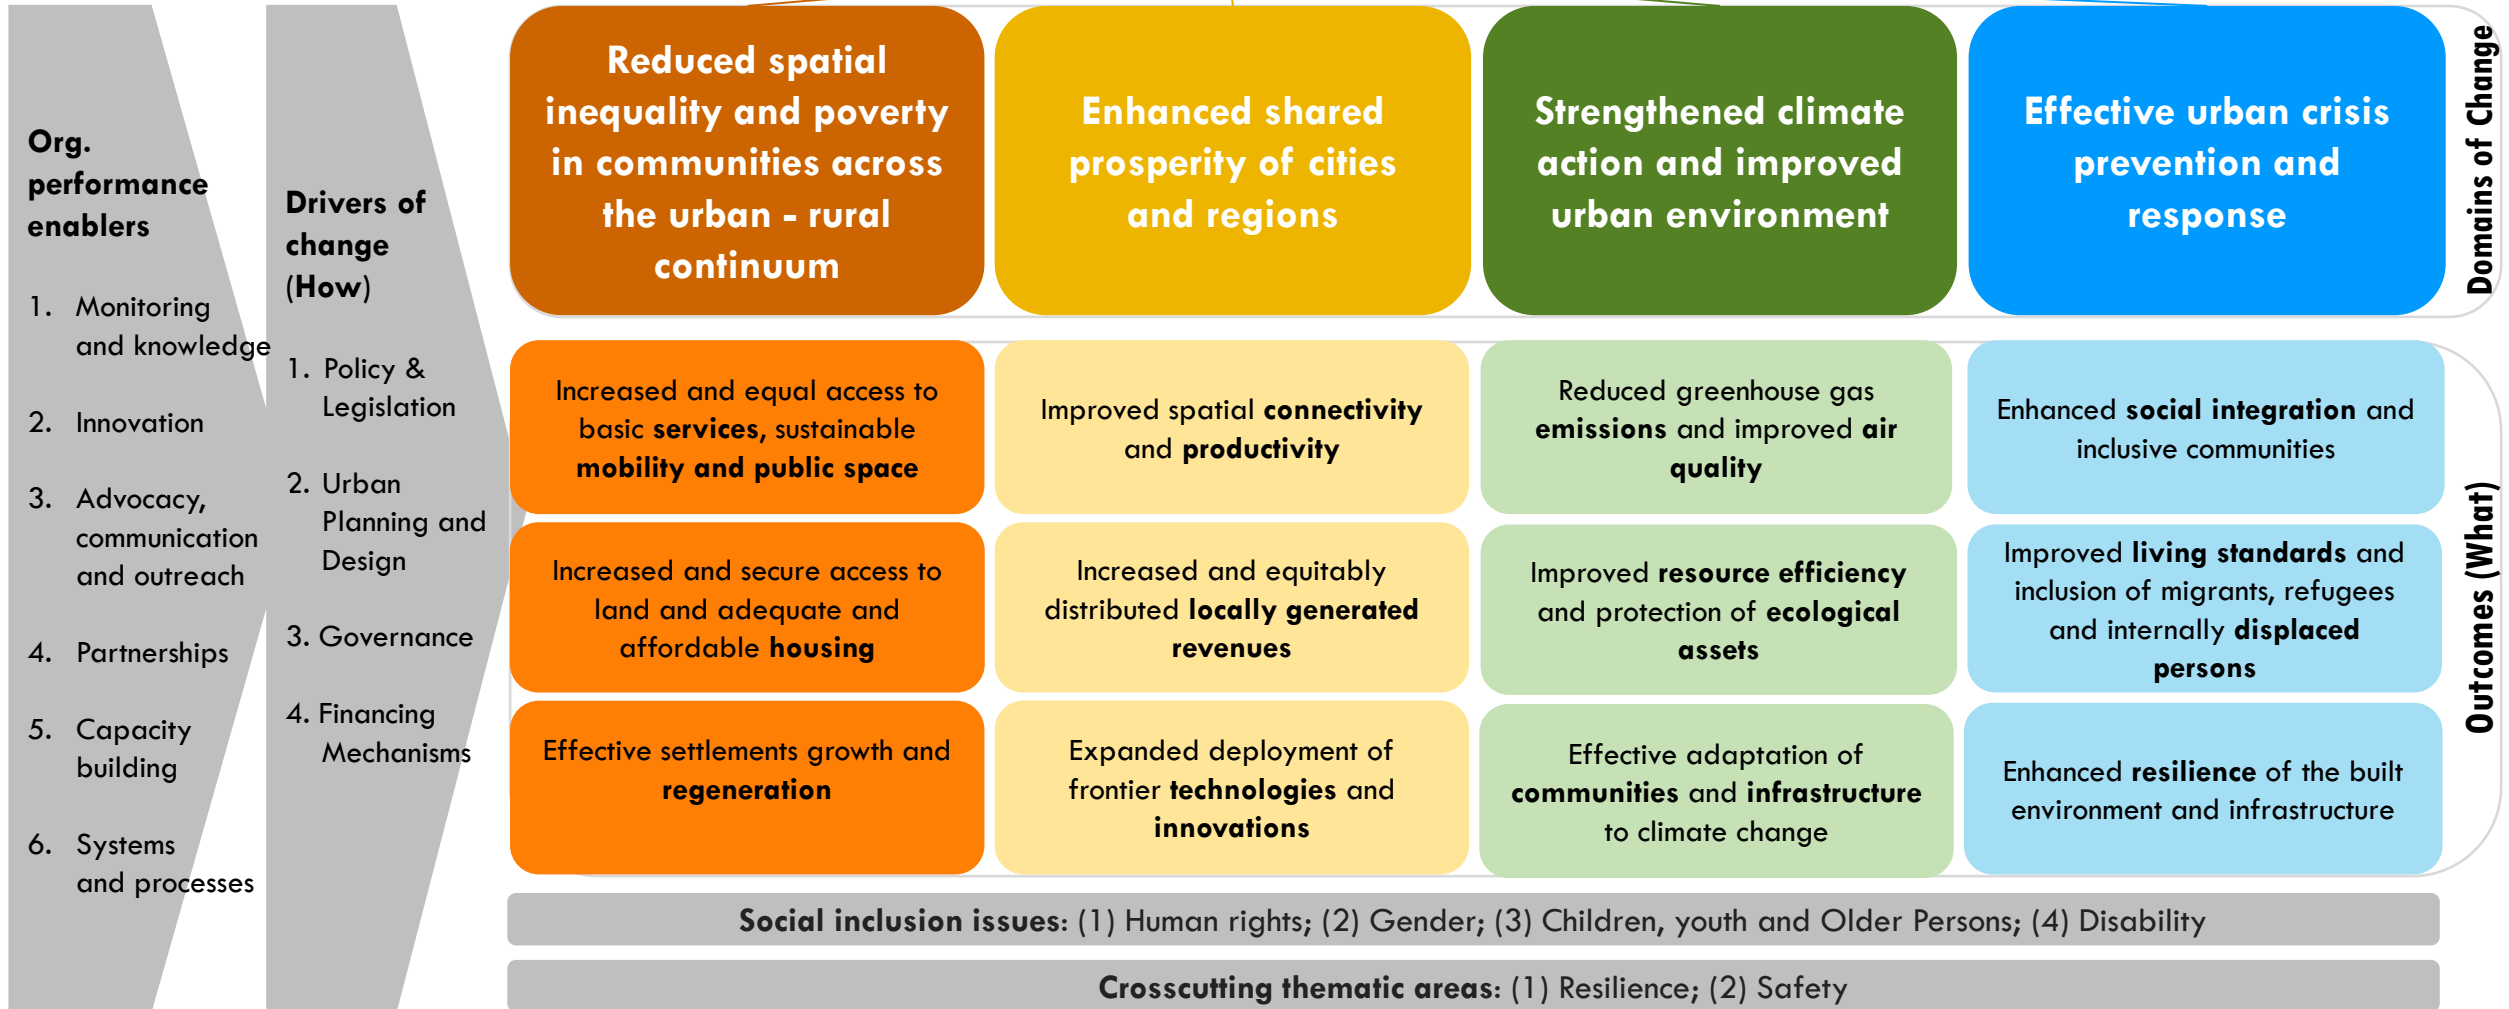 Org.
performance
enablers
1. Monitoring
and knowledge
2. Innovation
3. Advocacy,
communication
and outreach
4. Partnerships
5. Capacity
building
6. Systems
and processes
Drivers of
change
(How)
1. Policy &
Legislation
2. Urban
Planning and
Design
3. Governance
4. Financing
Mechanisms
Reduced spatial
inequality and poverty
in communities across
the urban - rural
continuum
Enhanced shared
prosperity of cities
and regions
Strengthened climate
action and improved
urban environment
Effective urban crisis
prevention and
response
Domains of Change
Increased and equal access to
basic services, sustainable
mobility and public space
Improved spatial connectivity
and productivity
Reduced greenhouse gas
emissions and improved air
quality
Enhanced social integration and
inclusive communities
Increased and secure access to
land and adequate and
affordable housing
Increased and equitably
distributed locally generated
revenues
Improved resource efficiency
and protection of ecological
assets
Improved living standards and
inclusion of migrants, refugees
and internally displaced
persons
Effective settlements growth and
regeneration
Expanded deployment of
frontier technologies and
innovations
Effective adaptation of
communities and infrastructure
to climate change
Enhanced resilience of the built
environment and infrastructure
Outcomes (What)
Social inclusion issues: (1) Human rights; (2) Gender; (3) Children, youth and Older Persons; (4) Disability
Crosscutting thematic areas: (1) Resilience; (2) Safety